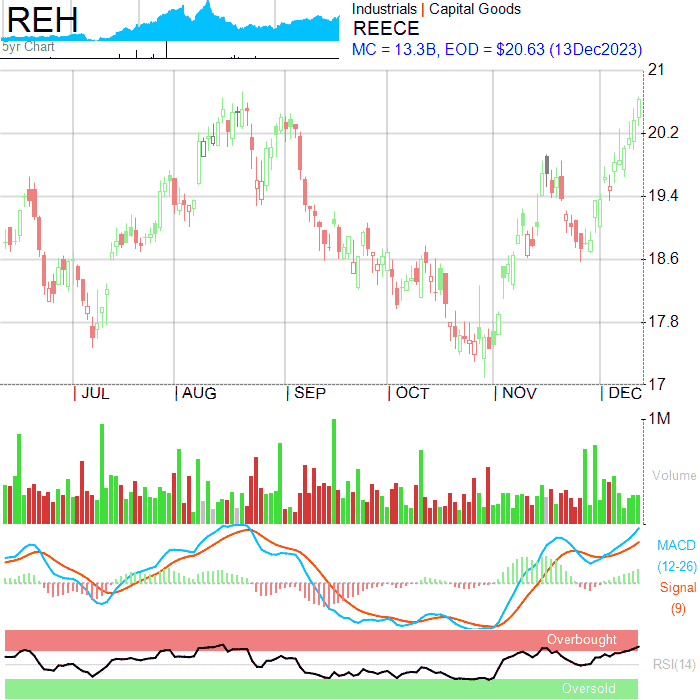 REH
5yr Chart
Industrials | Capital Goods
REECE
MC = 13.3B, EOD = $20.63 (13Dec2023)
21
20.2
19.4
18.6
17.8
17
JUL AUG SEP OCT NOV DEC
1M
Volume
MACD
(12-26)
Signal
(9)
Overbought
RSI(14)
Oversold